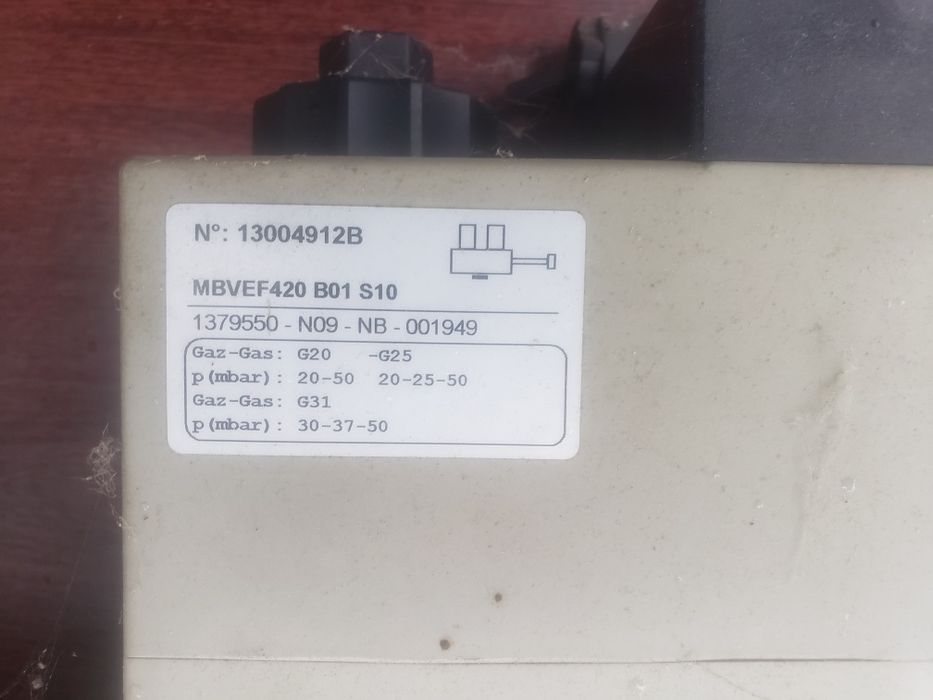 N°: 13004912B
MBVEF420 B01 S10
1379550 - N09 - NB - 001949
Gaz-Gas: G20 -G25
p(mbar): 20-50 20-25-50
Gaz-Gas: G31
p(mbar): 30-37-50